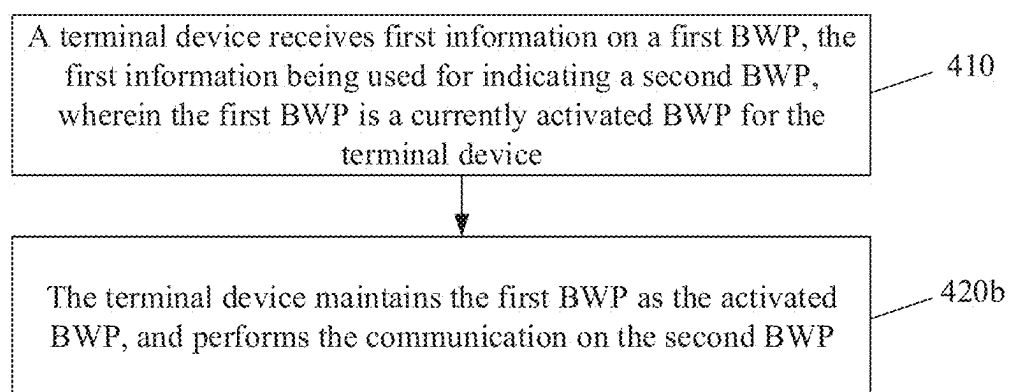 A terminal device receives first information on a first BWP, the
first information being used for indicating a second BWP,
wherein the first BWP is a currently activated BWP for the
terminal device
410
The terminal device maintains the first BWP as the activated
BWP, and performs the communication on the second BWP
420b